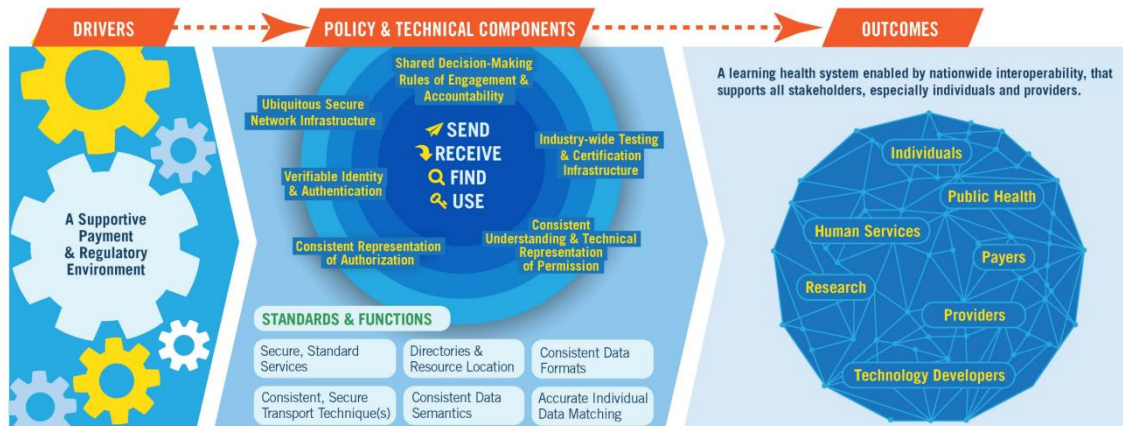 DRIVERS
POLICY & TECHNICAL COMPONENTS
OUTCOMES
A Supportive
Payment
& Regulatory
Environment
Shared Decision-Making
Rules of Engagement &
Accountability
Ubiquitous Secure
Network Infrastructure
SEND
RECEIVE
FIND
USE
Industry-wide Testing
& Certification
Infrastructure
Verifiable Identity
& Authentication
Consistent Representation
of Authorization
Consistent
Understanding & Technical
Representation
of Permission
STANDARDS & FUNCTIONS
Secure, Standard
Services
Directories &
Resource Location
Consistent Data
Formats
Consistent, Secure
Transport Technique(s)
Consistent Data
Semantics
Accurate Individual
Data Matching
A learning health system enabled by nationwide interoperability, that
supports all stakeholders, especially individuals and providers.
Individuals
Public Health
Human Services
Payers
Research
Providers
Technology Developers